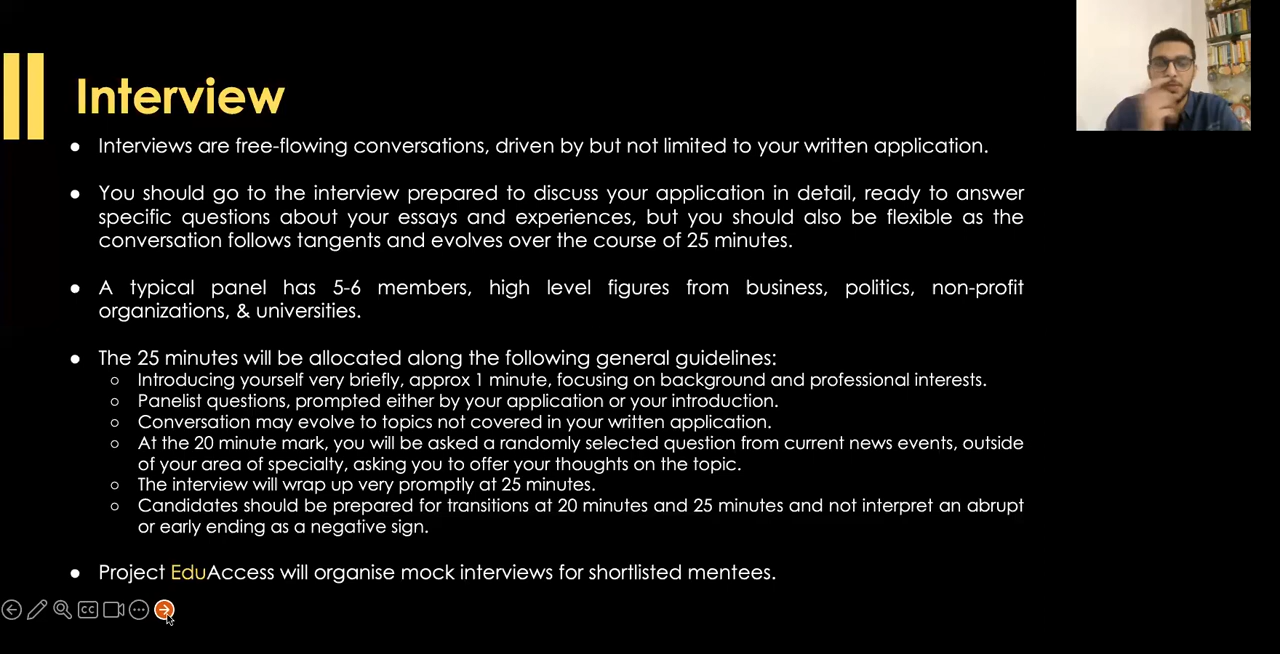 Interview
● Interviews are free-flowing conversations, driven by but not limited to your written application.
● You should go to the interview prepared to discuss your application in detail, ready to answer
specific questions about your essays and experiences, but you should also be flexible as the
conversation follows tangents and evolves over the course of 25 minutes.
● A typical panel has 5-6 members, high level figures from business, politics, non-profit
organizations, & universities.
● The 25 minutes will be allocated along the following general guidelines:
○ Introducing yourself very briefly, approx 1 minute, focusing on background and professional interests.
○ Panelist questions, prompted either by your application or your introduction.
○ Conversation may evolve to topics not covered in your written application.
○ At the 20 minute mark, you will be asked a randomly selected question from current news events, outside
of your area of specialty, asking you to offer your thoughts on the topic.
○ The interview will wrap up very promptly at 25 minutes.
○ Candidates should be prepared for transitions at 20 minutes and 25 minutes and not interpret an abrupt
or early ending as a negative sign.
● Project EduAccess will organise mock interviews for shortlisted mentees.
CC